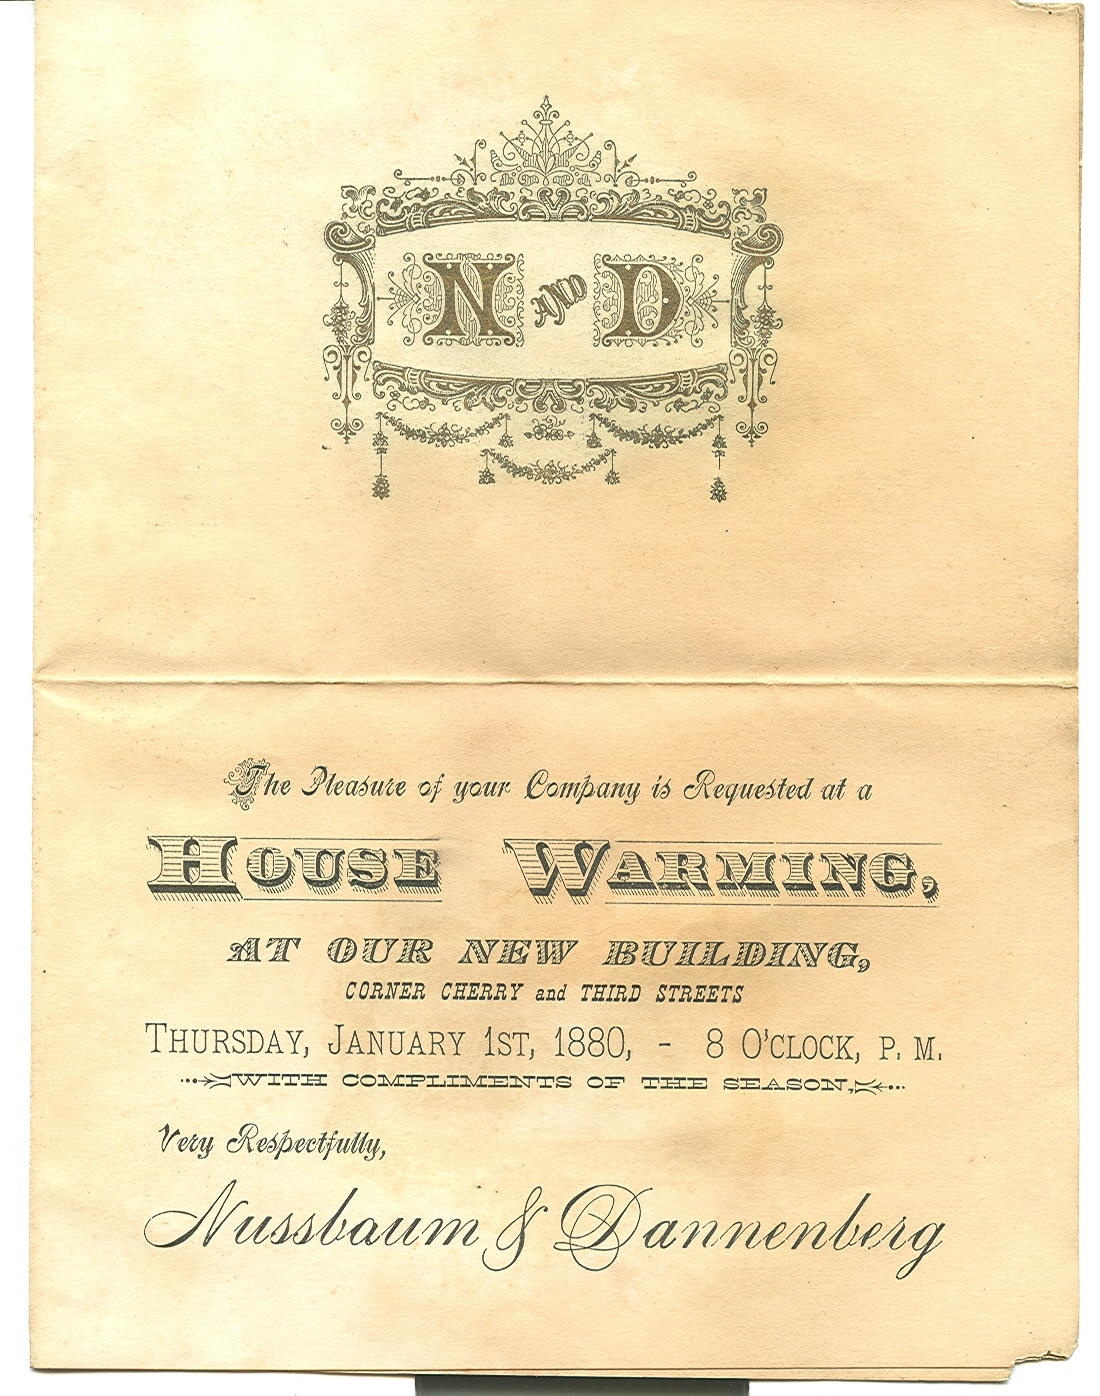 N AND D
The Pleasure of your Company is Requested at a
HOUSE WARMING,
AT OUR NEW BUILDING,
CORNER CHERRY and THIRD STREETS
THURSDAY, JANUARY 1ST, 1880, - 8 O'CLOCK, P. M.
WITH COMPLIMENTS OF THE SEASON,
Very Respectfully,
Nussbaum & Dannenberg